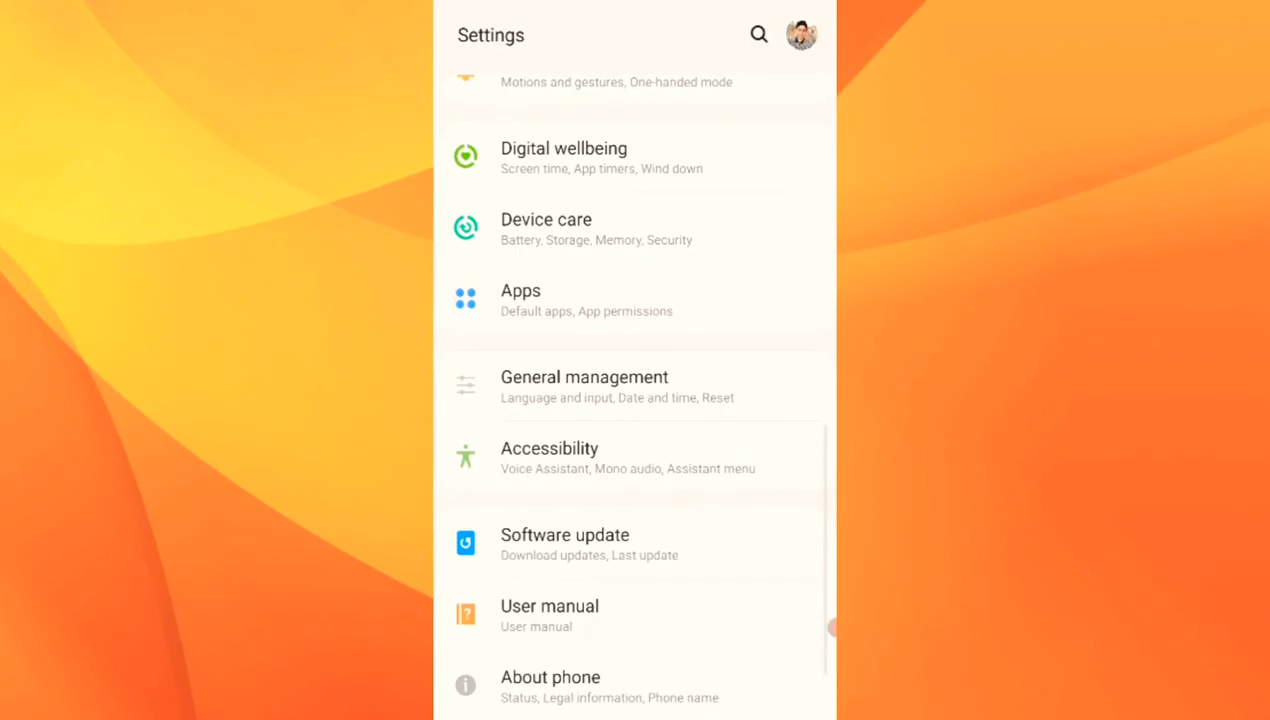 Settings
Motions and gestures, One-handed mode
Digital wellbeing
Screen time, App timers, Wind down
Device care
Battery, Storage, Memory, Security
Apps
Default apps, App permissions
General management
Language and input, Date and time, Reset
Accessibility
Voice Assistant, Mono audio, Assistant menu
Software update
Download updates, Last update
User manual
User manual
About phone
Status, Legal information, Phone name